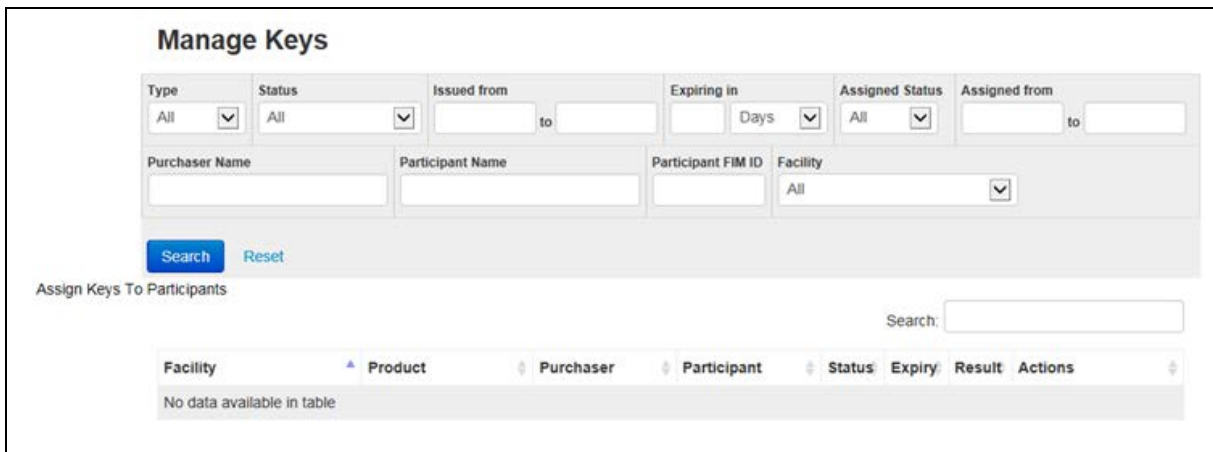 Manage Keys
Type Status Issued from Expiring in Assigned Status Assigned from
All All to Days All to
Purchaser Name Participant Name Participant FIM ID Facility
All
Search Reset
Assign Keys To Participants
Search:
Facility Product Purchaser Participant Status Expiry Result Actions
No data available in table